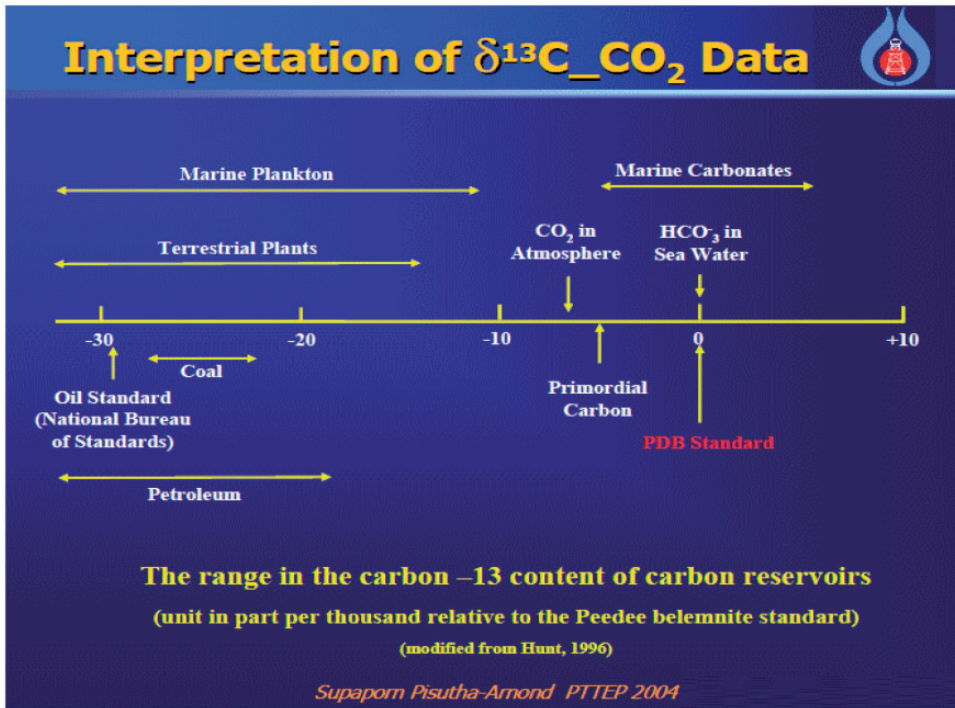 Interpretation of δ¹³C_CO₂ Data
Marine Plankton
Marine Carbonates
Terrestrial Plants
CO₂ in
Atmosphere
HCO⁻₃ in
Sea Water
-30
-20
-10
0
+10
Coal
Oil Standard
(National Bureau
of Standards)
Primordial
Carbon
PDB Standard
Petroleum
The range in the carbon –13 content of carbon reservoirs
(unit in part per thousand relative to the Peedee belemnite standard)
(modified from Hunt, 1996)
Supaporn Pisutha-Arnond PTTEP 2004